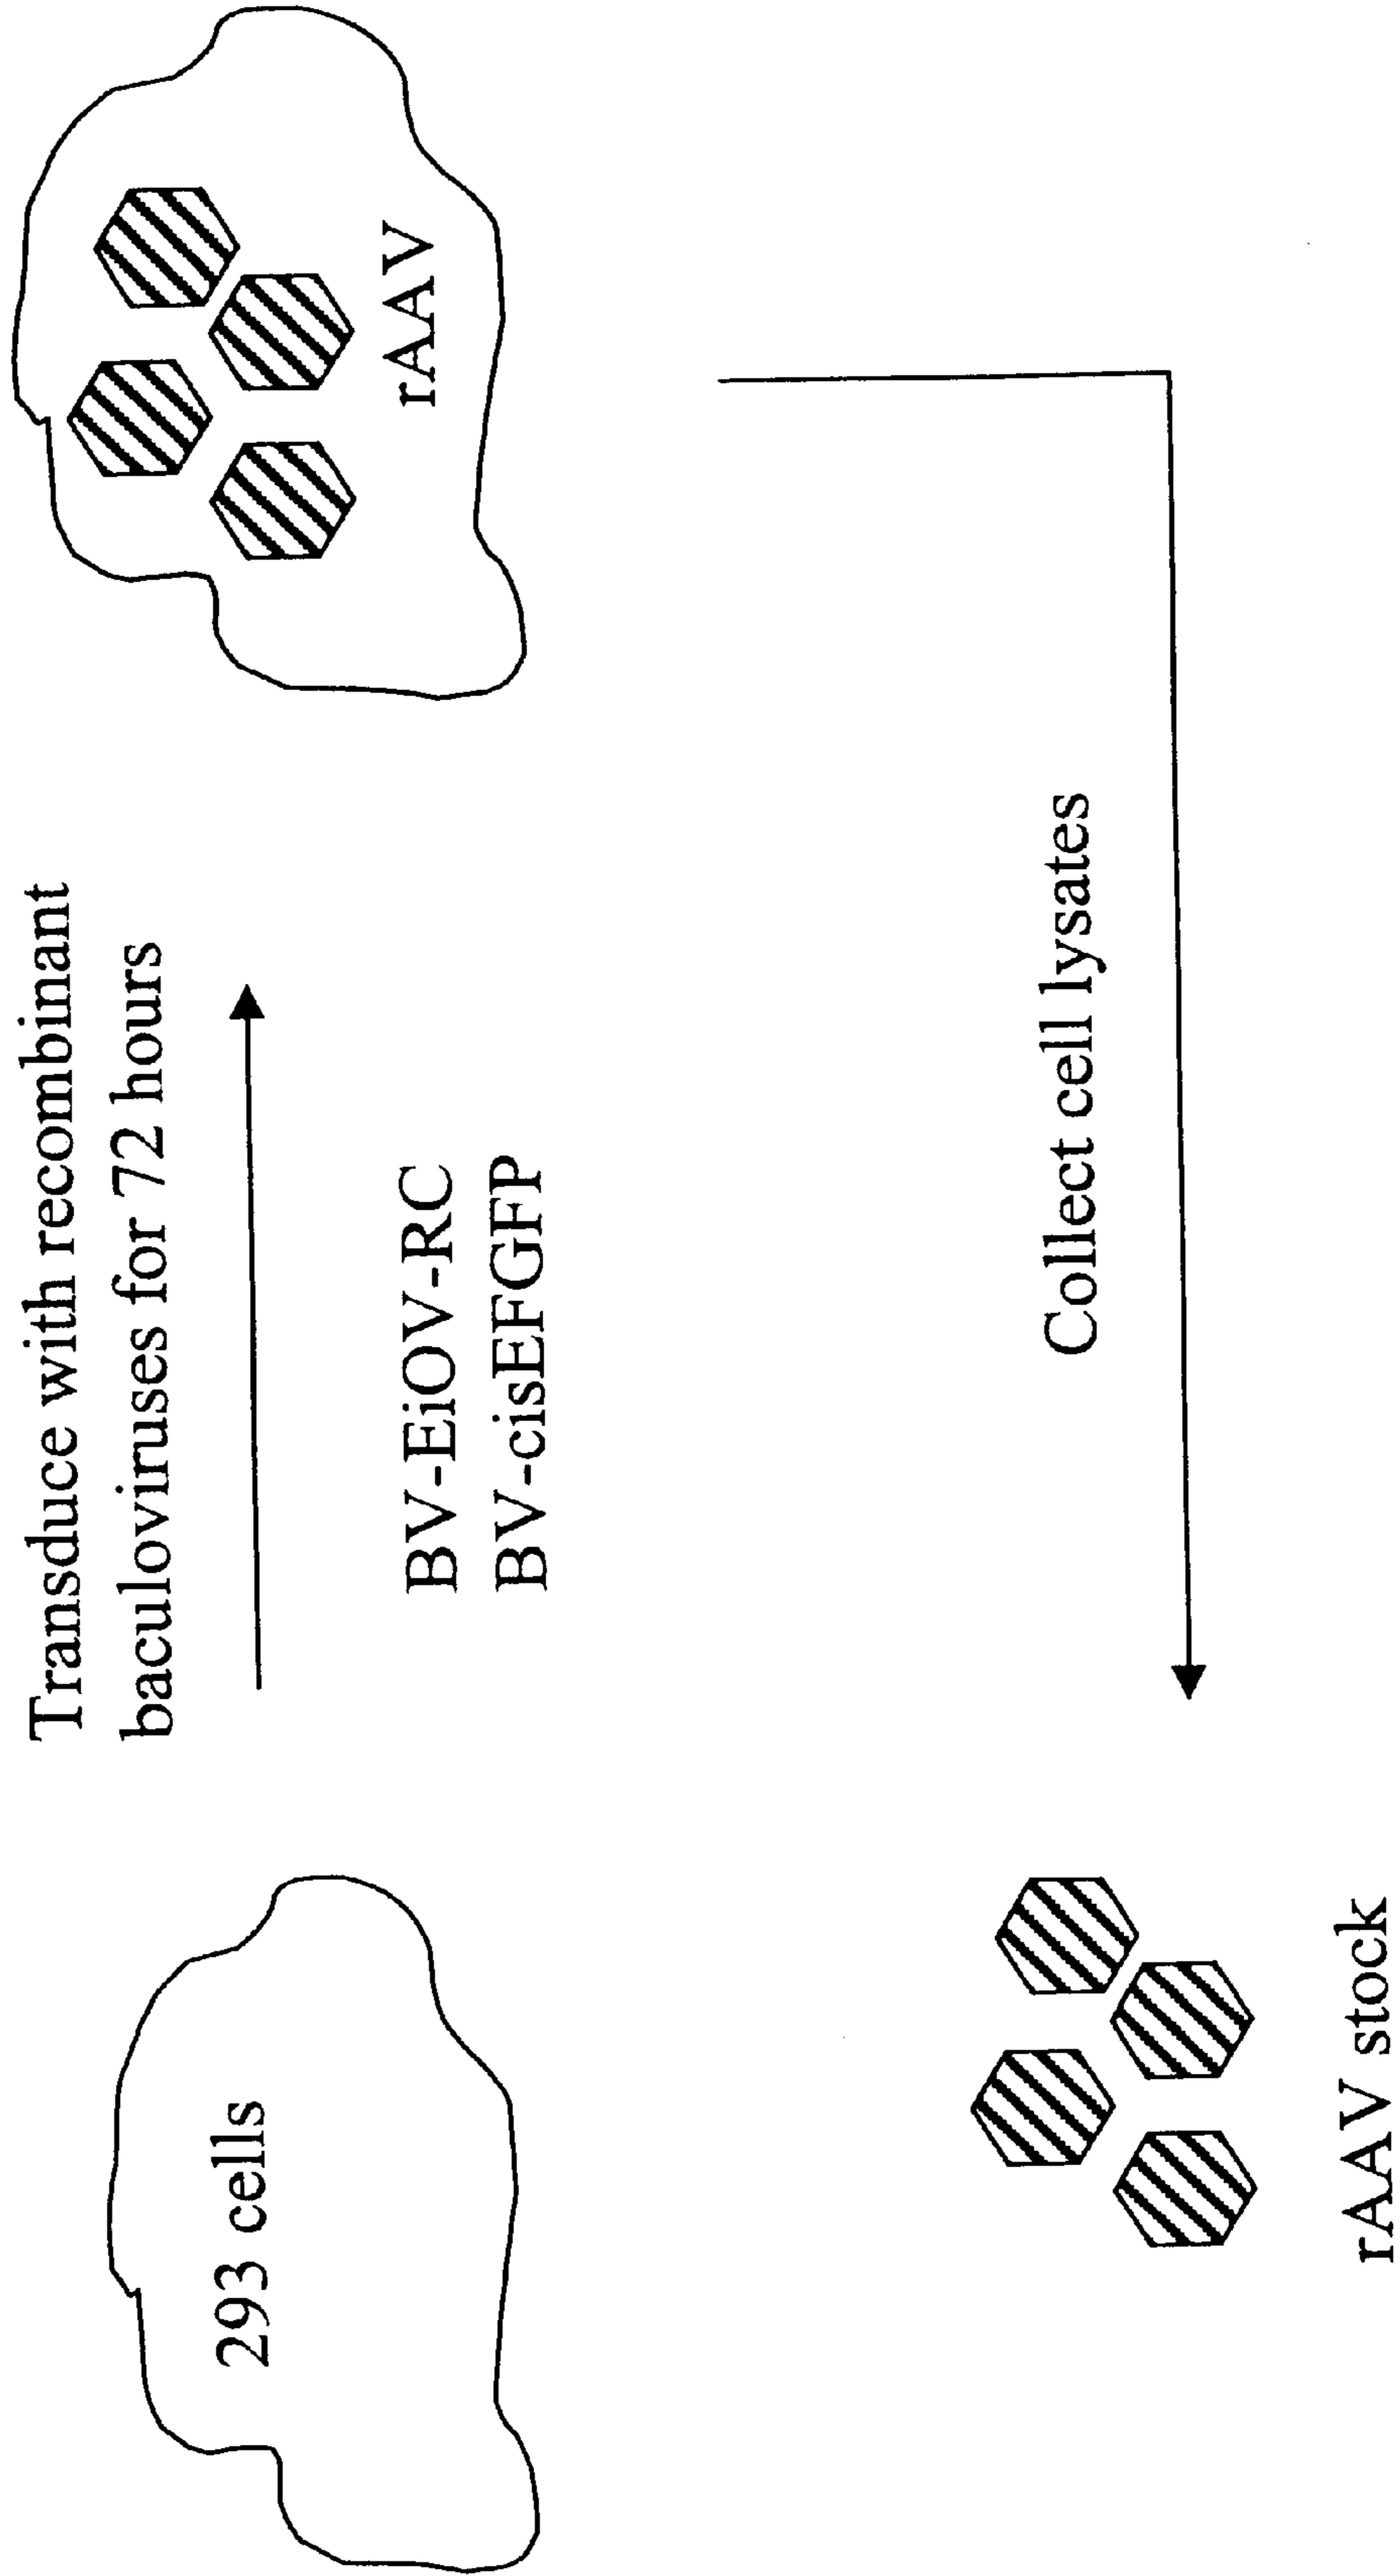 293 cells
Transduce with recombinant
baculoviruses for 72 hours
BV-EiOV-RC
BV-cisEFGFP
rAAV
Collect cell lysates
rAAV stock